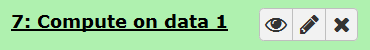 7: Compute on data 1